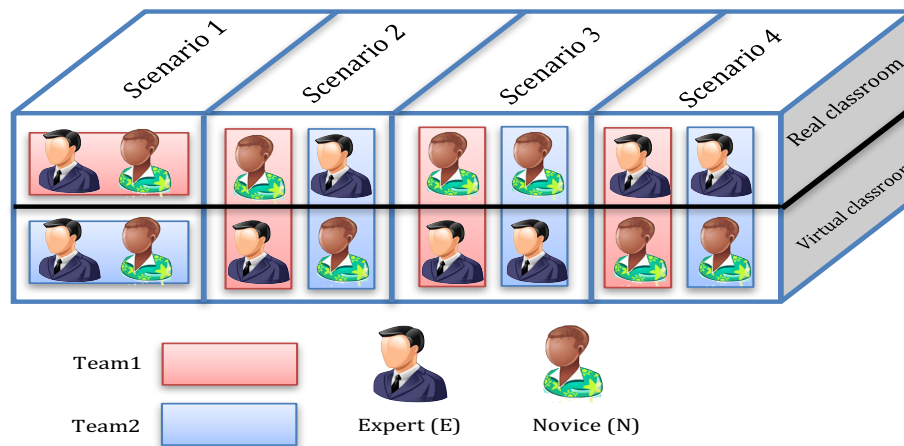 Scenario 1
Scenario 2
Scenario 3
Scenario 4
Real classroom
Virtual classroom
Team1
Team2
Expert (E)
Novice (N)